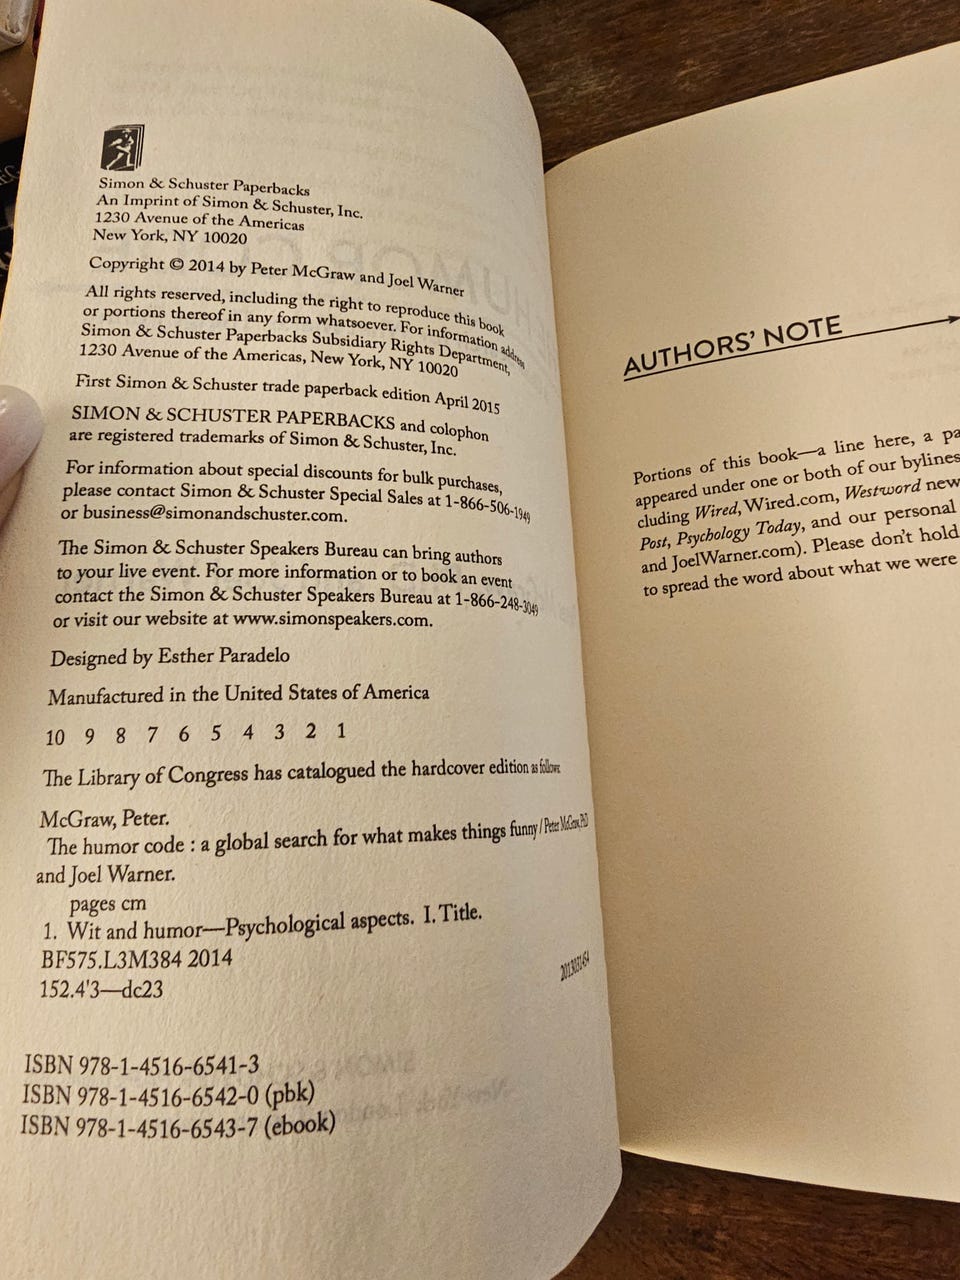 Simon & Schuster Paperbacks
An Imprint of Simon & Schuster, Inc.
1230 Avenue of the Americas
New York, NY 10020
Copyright © 2014 by Peter McGraw and Joel Warner
All rights reserved, including the right to reproduce this book
or portions thereof in any form whatsoever. For information address
Simon & Schuster Paperbacks Subsidiary Rights Department,
1230 Avenue of the Americas, New York, NY 10020
First Simon & Schuster trade paperback edition April 2015
SIMON & SCHUSTER PAPERBACKS and colophon
are registered trademarks of Simon & Schuster, Inc.
For information about special discounts for bulk purchases,
please contact Simon & Schuster Special Sales at 1-866-506-1949
or business@simonandschuster.com.
The Simon & Schuster Speakers Bureau can bring authors
to your live event. For more information or to book an event
contact the Simon & Schuster Speakers Bureau at 1-866-248-3049
or visit our website at www.simonspeakers.com.
Designed by Esther Paradelo
Manufactured in the United States of America
10 9 8 7 6 5 4 3 2 1
The Library of Congress has catalogued the hardcover edition as follows:
McGraw, Peter.
The humor code : a global search for what makes things funny / Peter McGraw, PhD
and Joel Warner.
pages cm
1. Wit and humor—Psychological aspects. I. Title.
BF575.L3M384 2014
152.4'3—dc23
ISBN 978-1-4516-6541-3
ISBN 978-1-4516-6542-0 (pbk)
ISBN 978-1-4516-6543-7 (ebook)
AUTHORS' NOTE
Portions of this book—a line here, a pa
appeared under one or both of our bylines
cluding Wired, Wired.com, Westword new
Post, Psychology Today, and our personal
and JoelWarner.com). Please don't hold
to spread the word about what we were